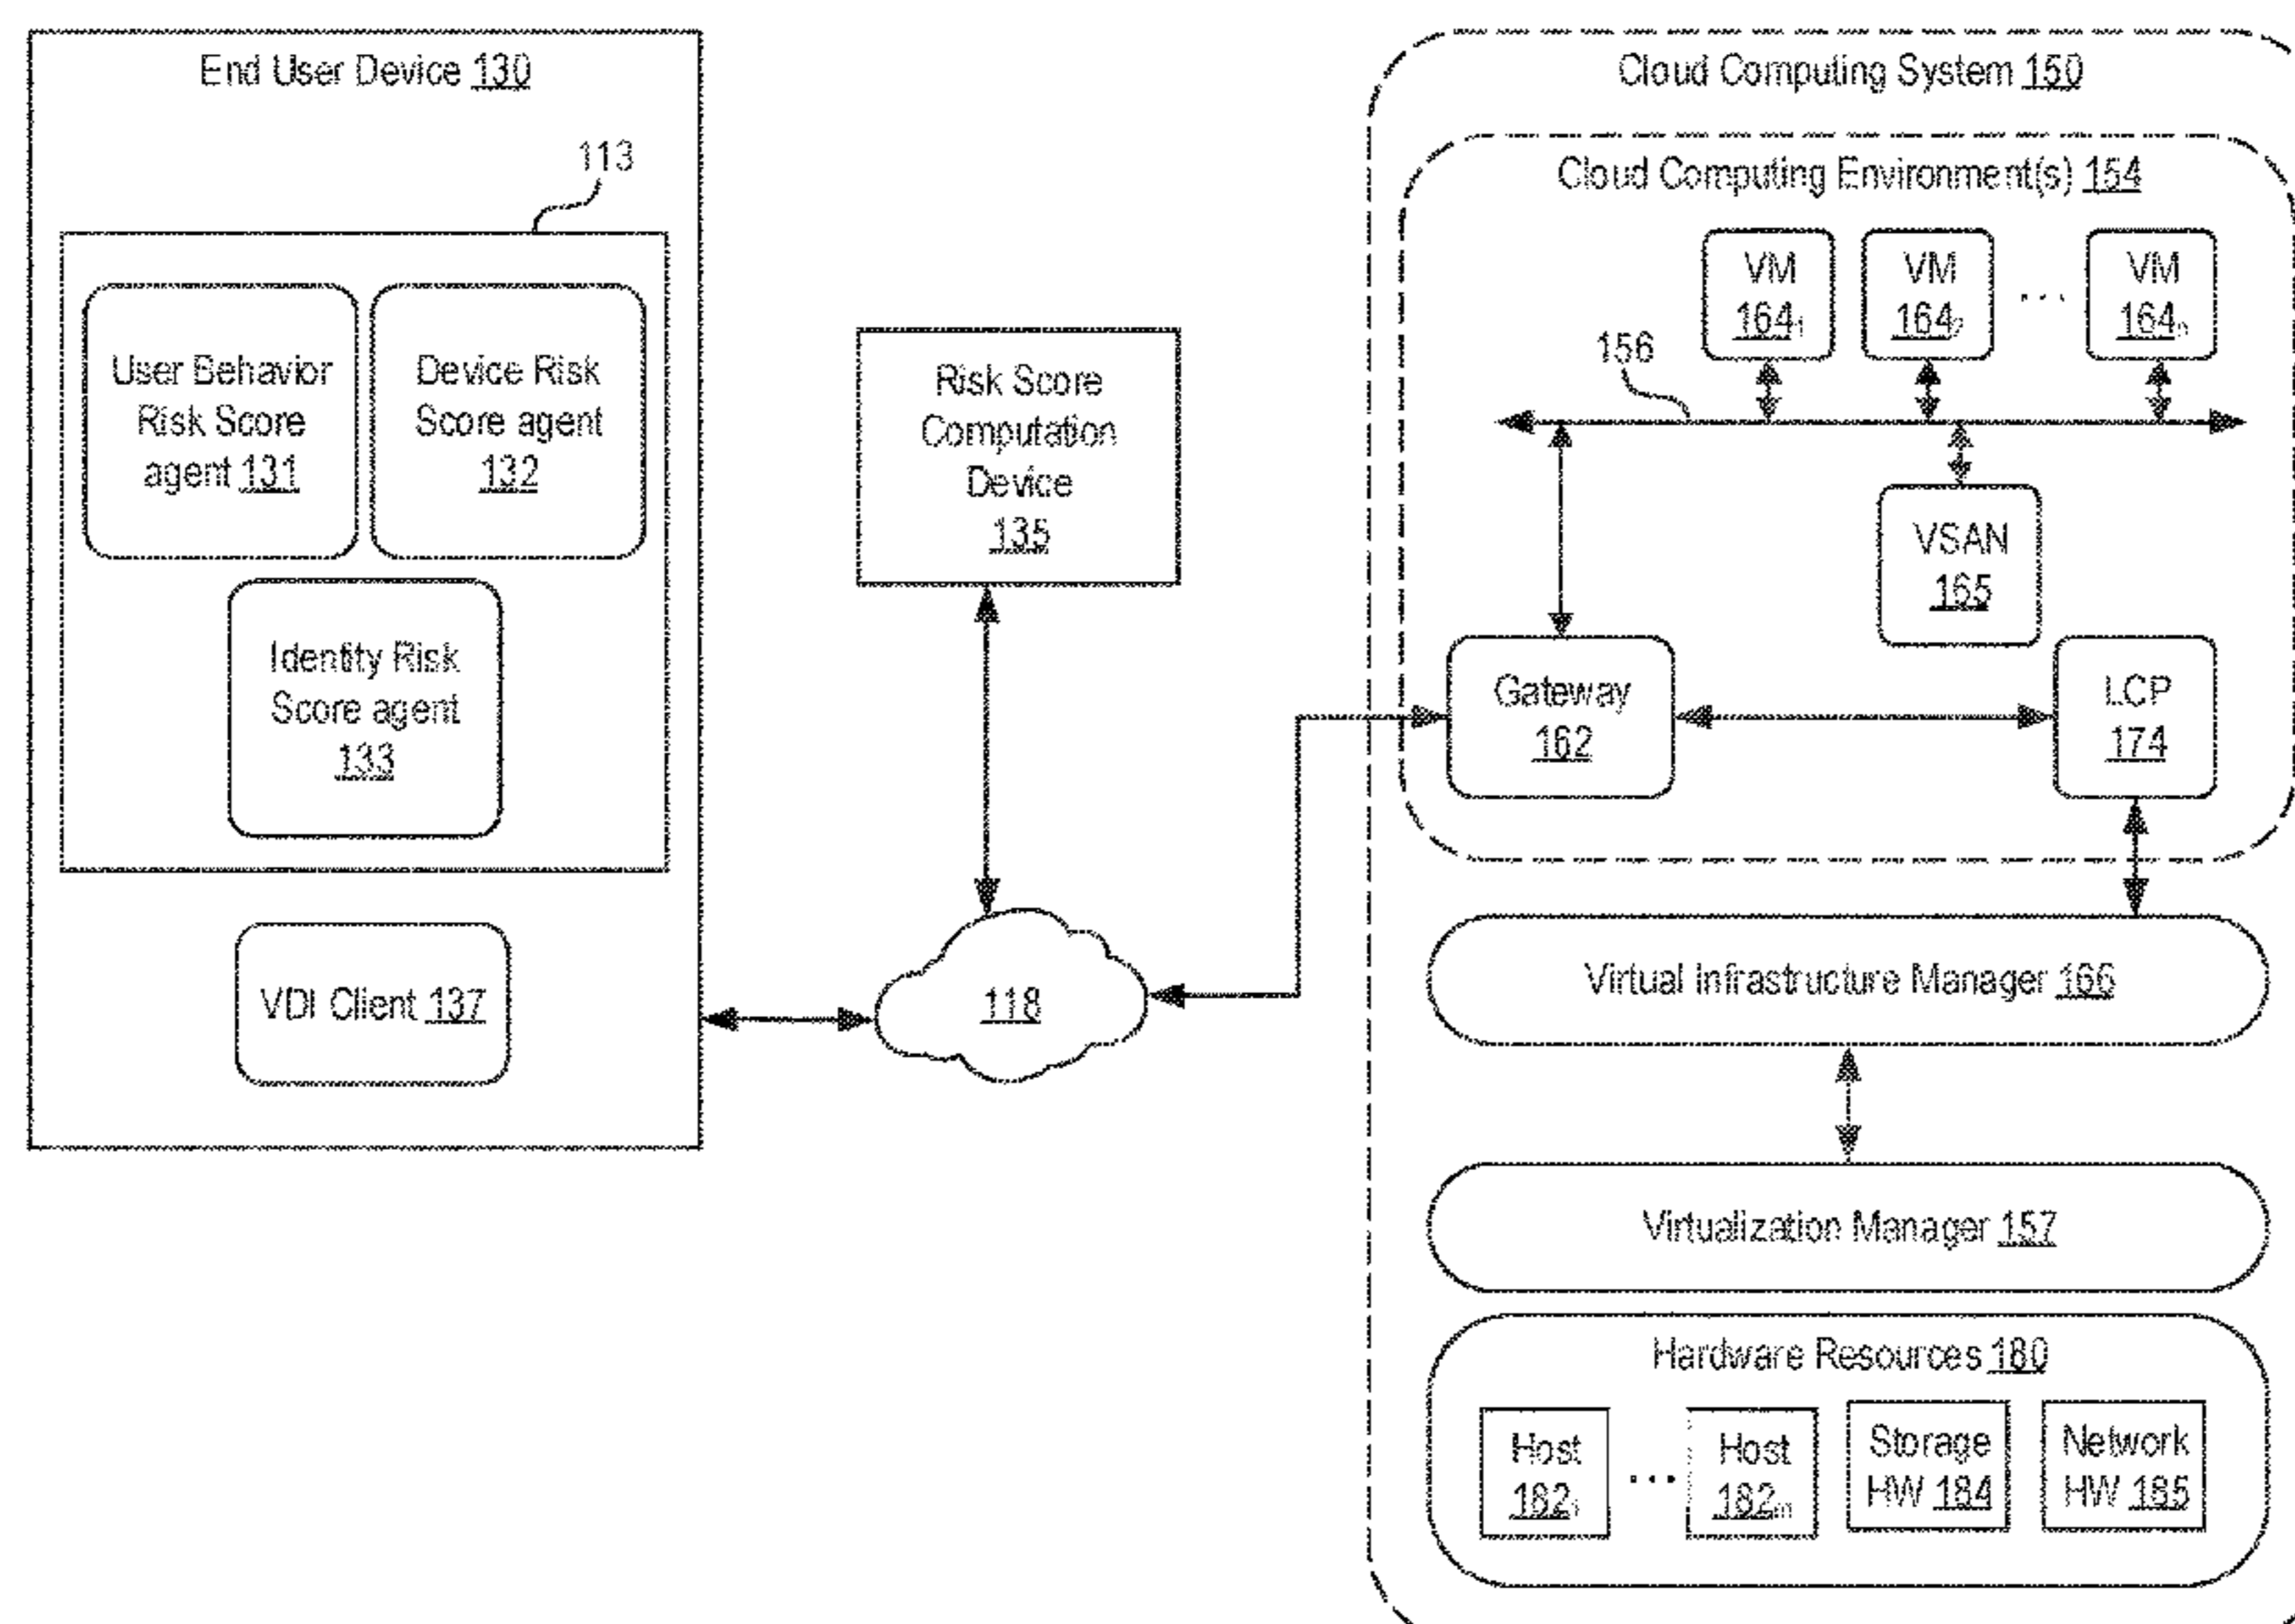 End User Device 130
113
User Behavior
Risk Score
agent 131
Device Risk
Score agent
132
Identity Risk
Score agent
133
VDI Client 137
Risk Score
Computation
Device
135
118
Cloud Computing System 150
Cloud Computing Environment(s) 154
VM
164₁
VM
164₂
...
VM
164ₙ
156
VSAN
165
Gateway
162
LCP
174
Virtual Infrastructure Manager 166
Virtualization Manager 157
Hardware Resources 180
Host
182₁
...
Host
182ₘ
Storage
HW 184
Network
HW 185